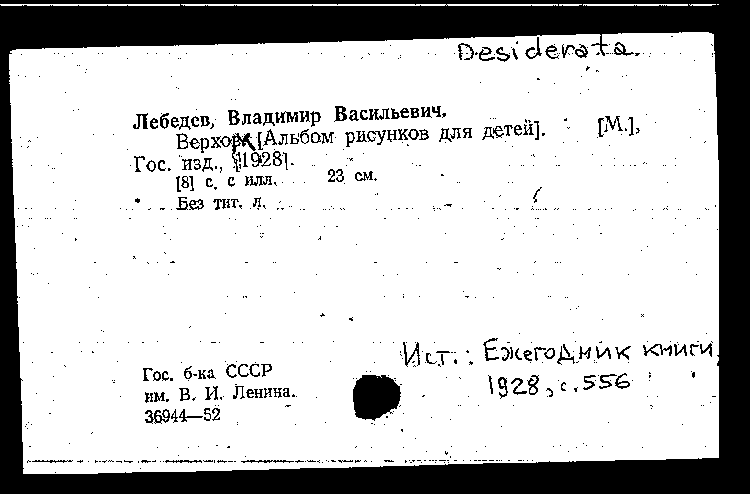 Desiderata.
Лебедев, Владимир Васильевич.
Верхом [Альбом рисунков для детей]. [М.],
Гос. изд., [1928].
[8] с. с илл. 23 см.
Без тит. л.
Гос. б-ка СССР
им. В. И. Ленина.
36944—52
Ист.: Ежегодник книги,
1928, с. 556